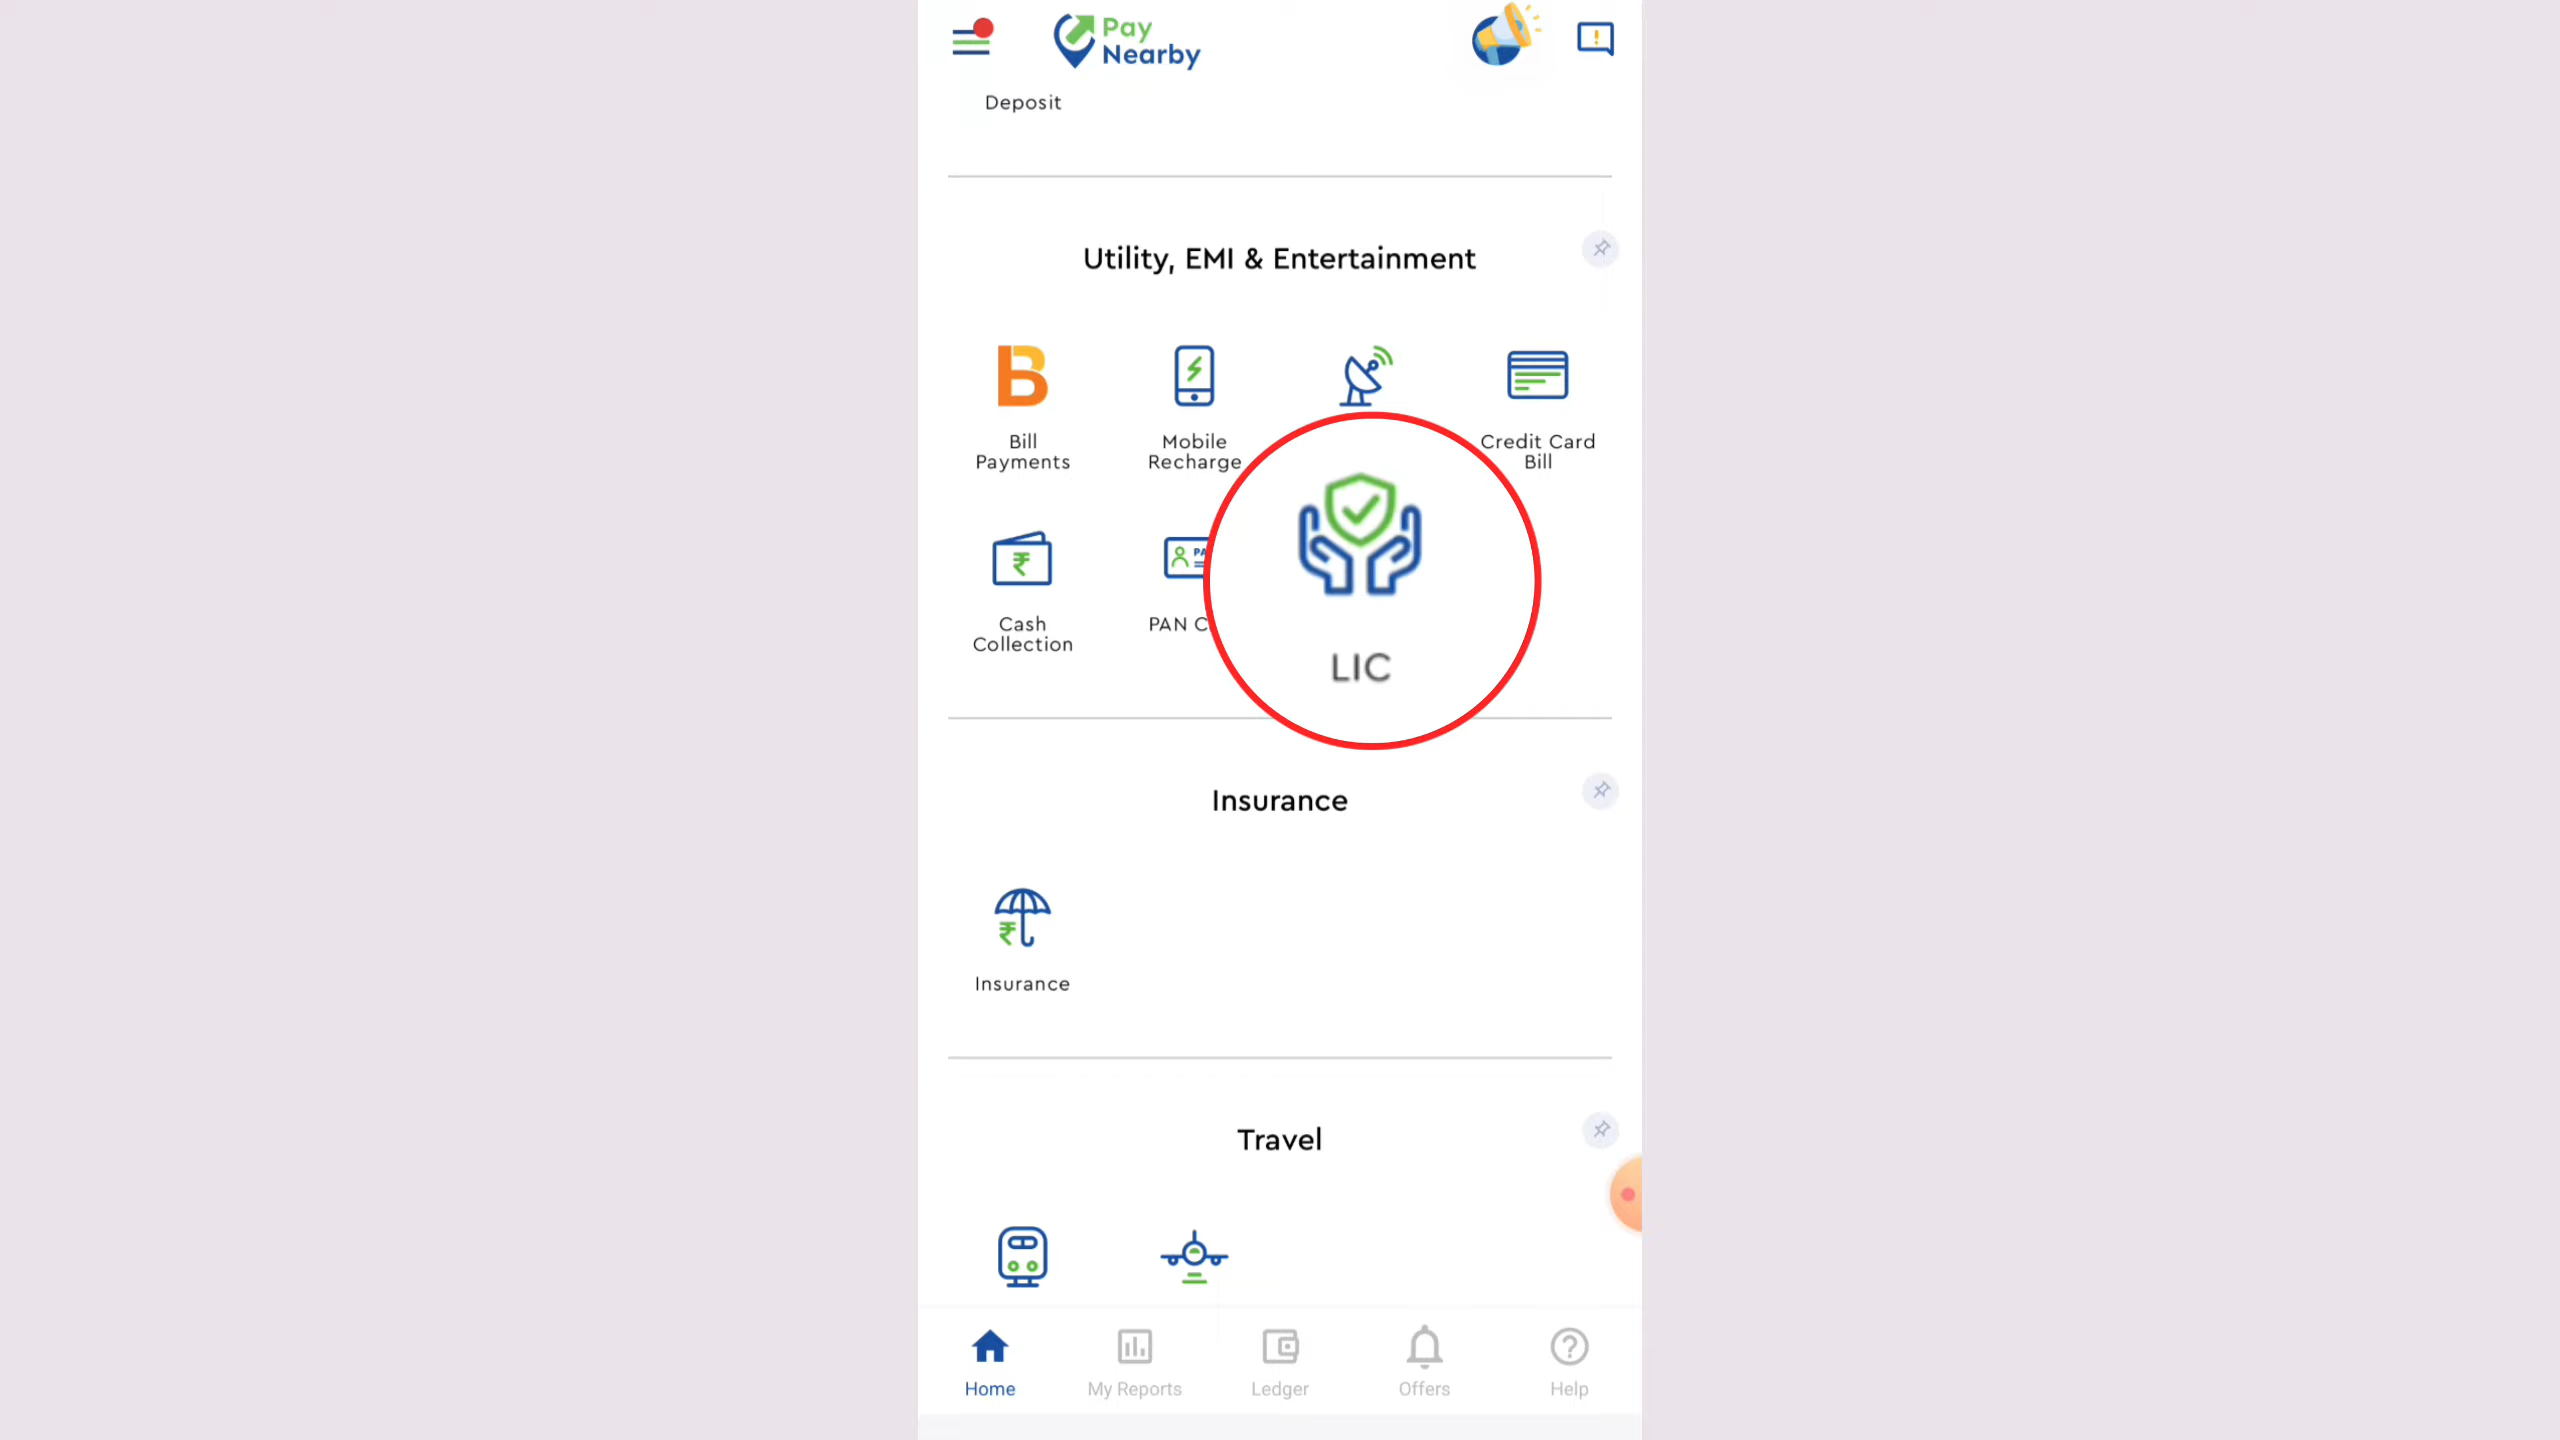 Pay
Nearby
Deposit
Utility, EMI & Entertainment
Bill
Payments
Mobile
Recharge
Credit Card
Bill
Cash
Collection
PAN
LIC
Insurance
Insurance
Travel
Home
My Reports
Ledger
Offers
Help